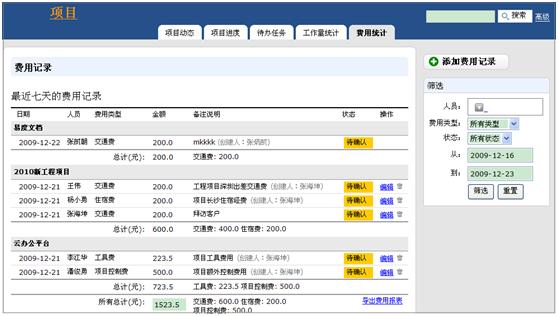 项目
搜索 高级
项目动态 项目进度 待办任务 工作量统计 费用统计
费用记录
最近七天的费用记录
日期 人员 费用类型 金额 备注说明 状态 操作
易度文档
2009-12-22 交通费 200.0 mkkkk (创建人：张炳前) 待确认
总计(元): 200.0 交通费: 200.0
2010新工程项目
2009-12-21 王伟 交通费 200.0 工程项目深圳出差交通费 (创建人：张海坤) 待确认 编辑
2009-12-21 杨小勇 住宿费 200.0 项目长沙住宿经费 (创建人：张海坤) 待确认 编辑
2009-12-21 张海坤 交通费 200.0 拜访客户 待确认 编辑
总计(元): 600.0 交通费: 400.0 住宿费: 200.0
云办公平台
2009-12-21 李江华 工具费 223.5 项目工具费用 (创建人：张海坤) 待确认 编辑
2009-12-21 潘俊勇 项目控制费 500.0 项目额外控制费用 (创建人：张海坤) 待确认 编辑
总计(元): 723.5 工具费: 223.5 项目控制费: 500.0
所有总计(元): 1523.5 交通费: 600.0 住宿费: 200.0 导出费用报表
项目控制费: 500.0
添加费用记录
筛选
人员:
费用类型: 所有类型
状态: 所有状态
从: 2009-12-16
到: 2009-12-23
筛选 重置